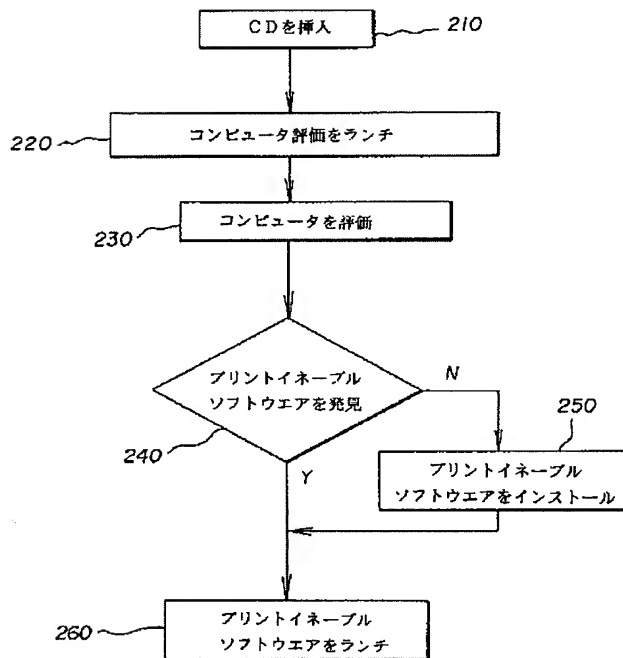 CDを挿入
210
コンピュータ評価をランチ
220
コンピュータを評価
230
プリントイネーブル
ソフトウエアを発見
240
N
Y
250
プリントイネーブル
ソフトウエアをインストール
プリントイネーブル
ソフトウエアをランチ
260